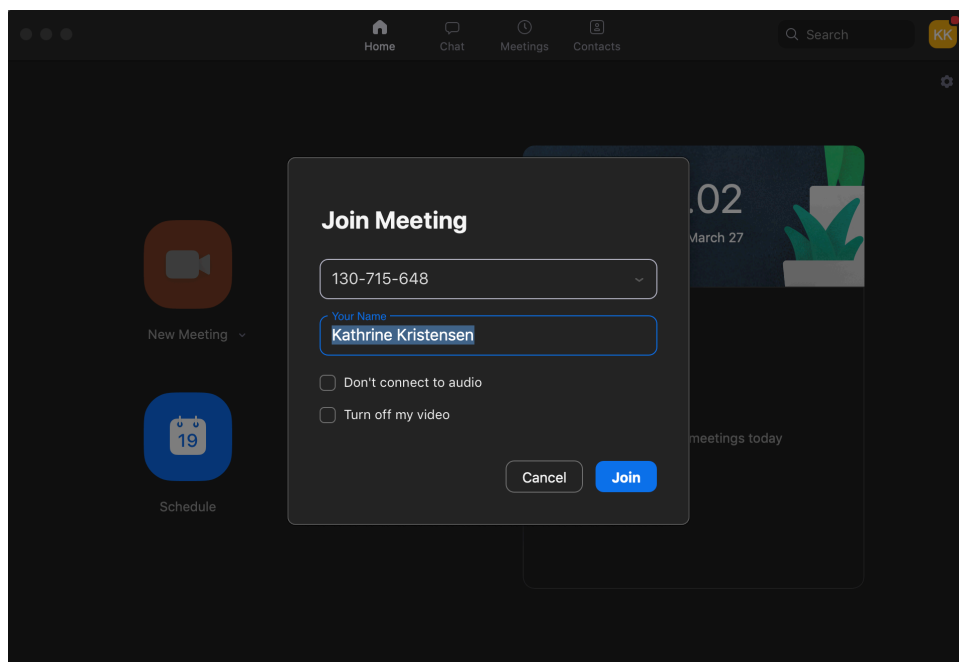 Home
Chat
Meetings
Contacts
Search
KK
.02
March 27
Join Meeting
130-715-648
Your Name
Kathrine Kristensen
Don't connect to audio
Turn off my video
Cancel
Join
New Meeting
19
Schedule
meetings today